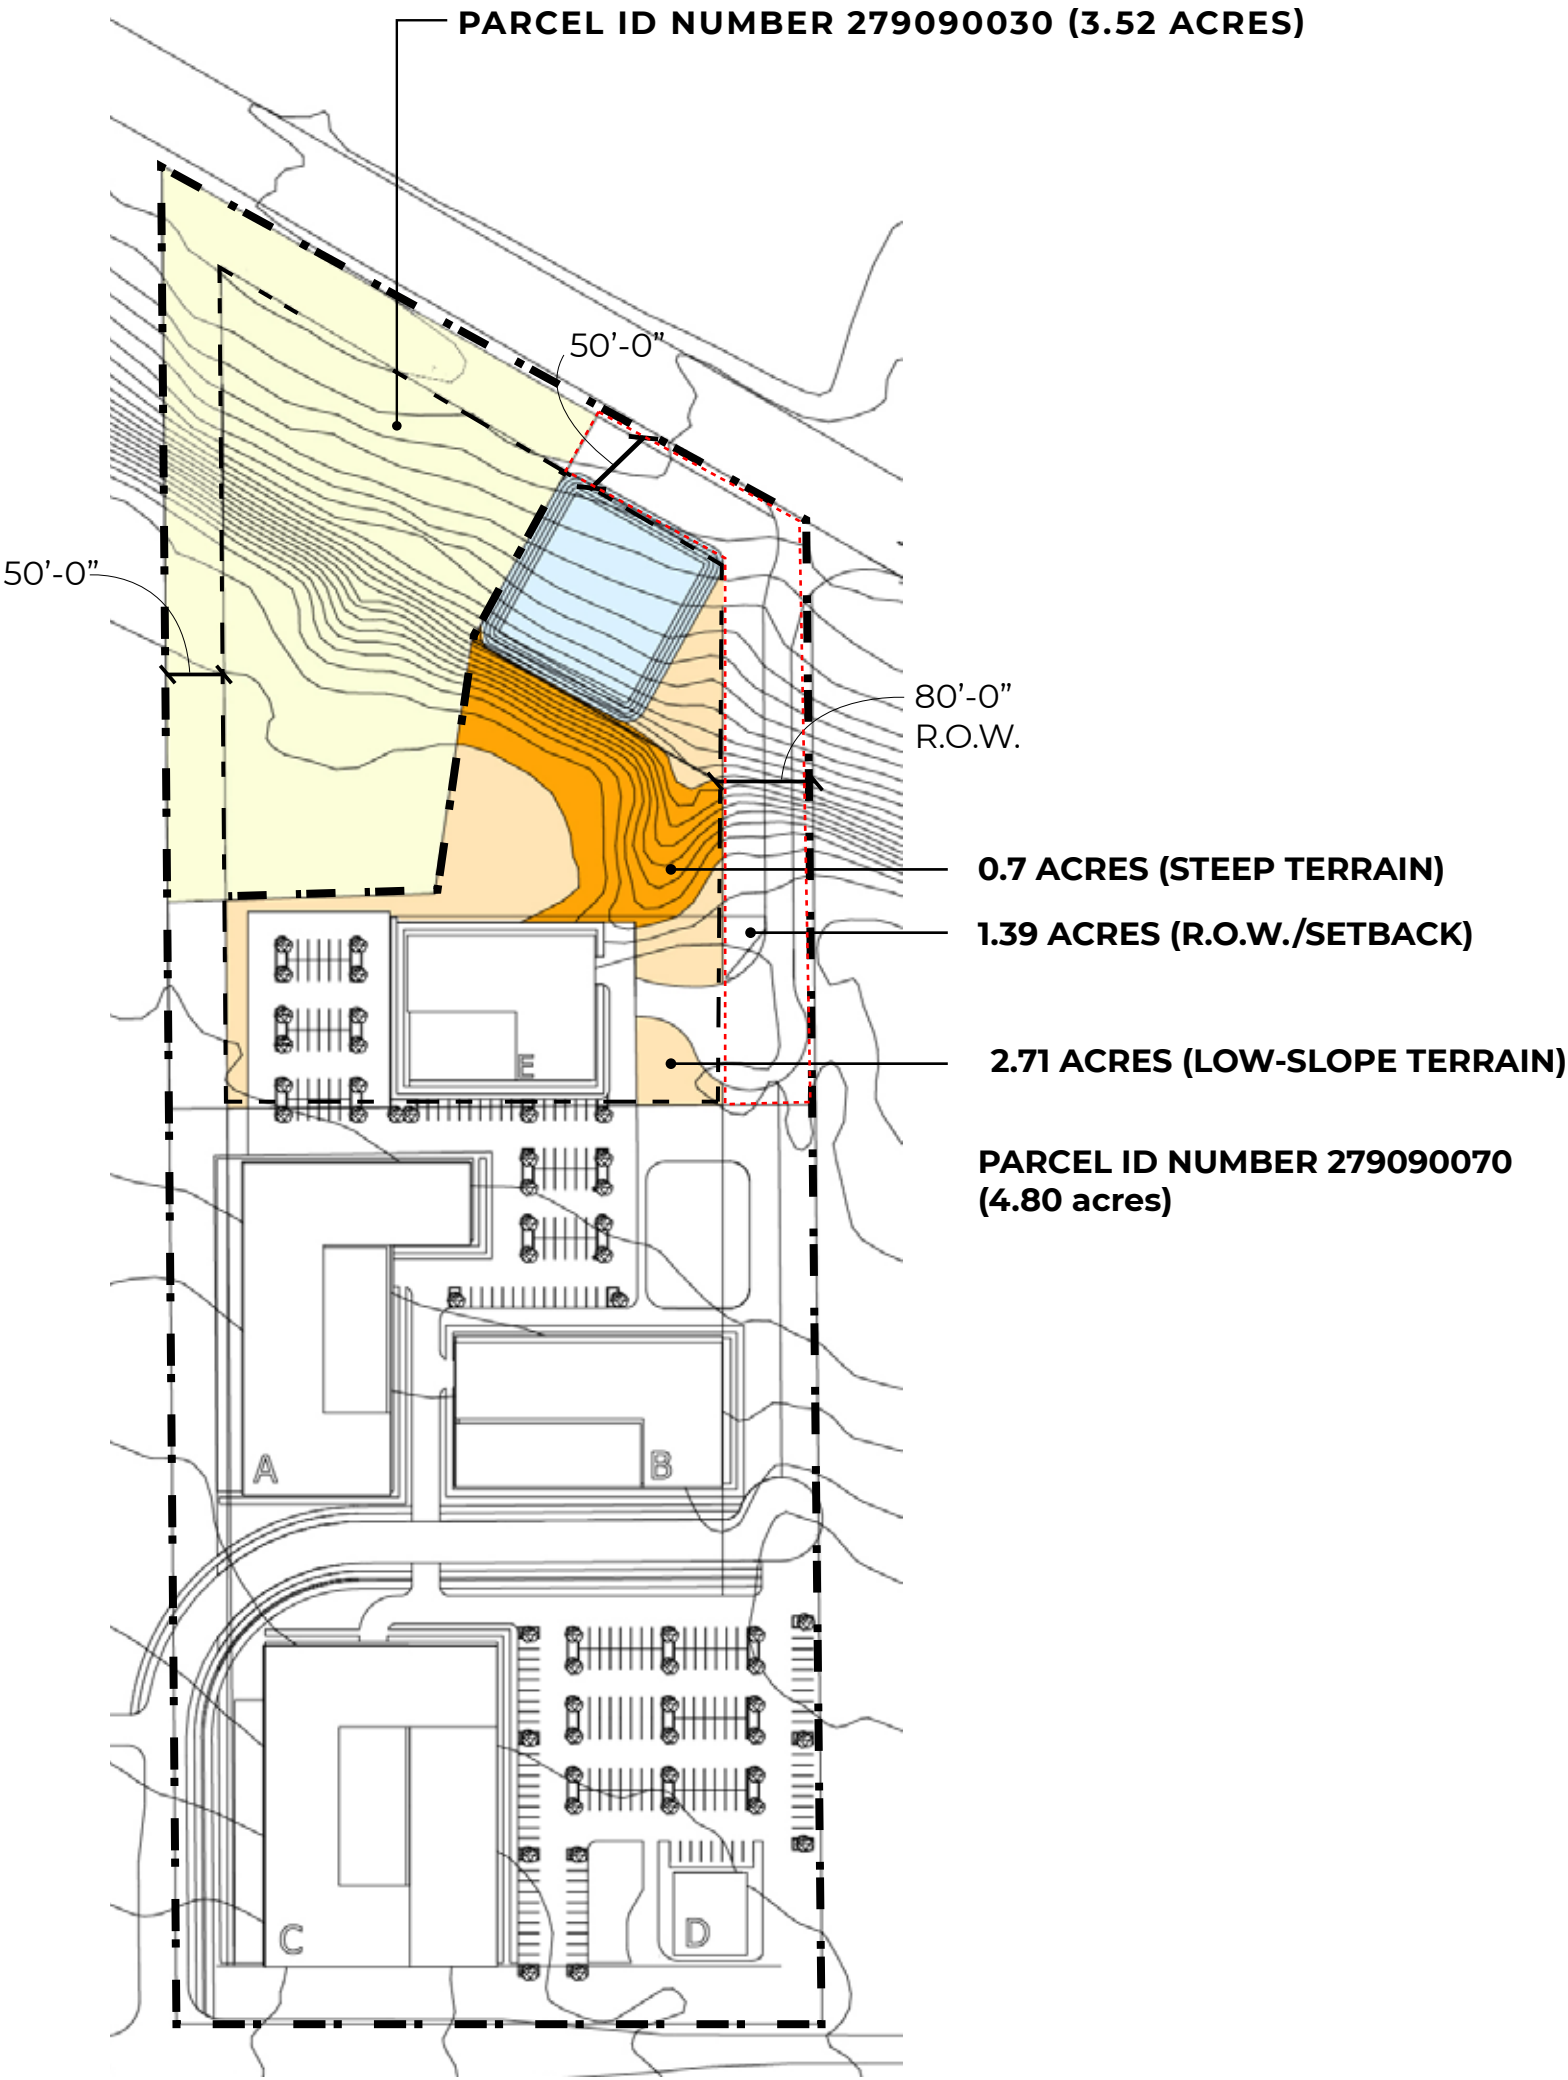 PARCEL ID NUMBER 279090030 (3.52 ACRES)
50’-0”
50’-0”
80’-0”
R.O.W.
0.7 ACRES (STEEP TERRAIN)
1.39 ACRES (R.O.W./SETBACK)
2.71 ACRES (LOW-SLOPE TERRAIN)
E
PARCEL ID NUMBER 279090070
(4.80 acres)
A
B
C
D